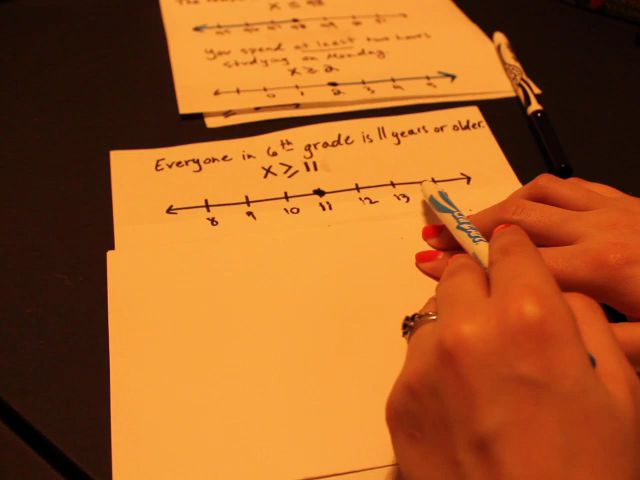 x ≤ 98
You spend at least two hours
studying on Monday.
x ≥ 2
0 1 2 3 4 5
Everyone in 6th grade is 11 years or older.
x ≥ 11
8 9 10 11 12 13